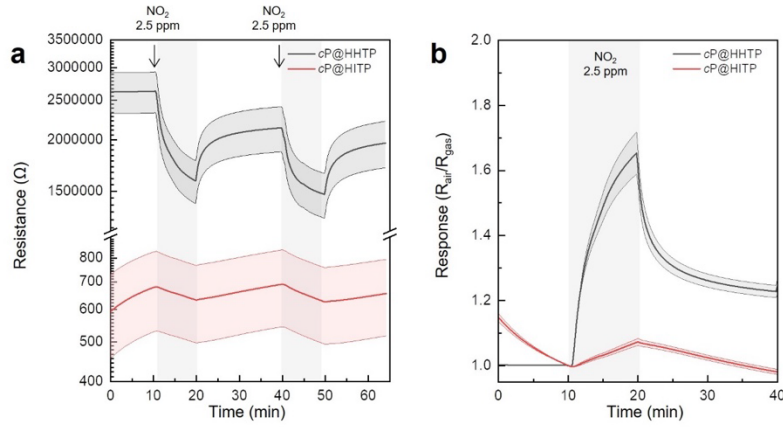 NO2 NO2
2.5 ppm 2.5 ppm
a
3500000
3000000
2500000
2000000
1500000
800
700
600
500
400
Resistance (Ω)
cP@HHTP
cP@HITP
0 10 20 30 40 50 60
Time (min)
b
2.0
1.8
1.6
1.4
1.2
1.0
Response (Rair/Rgas)
NO2
2.5 ppm
cP@HHTP
cP@HITP
0 10 20 30 40
Time (min)